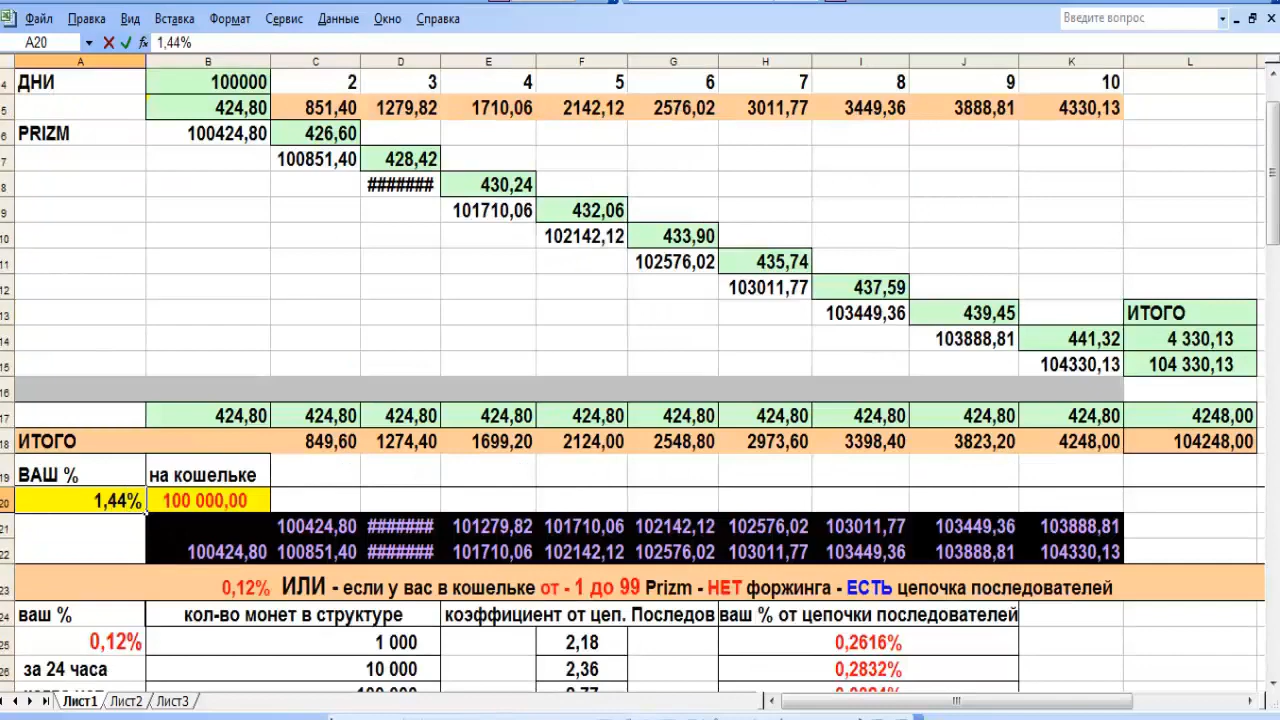 Файл Правка Вид Вставка Формат Сервис Данные Окно Справка Введите вопрос
A20 fx 1,44%
A B C D E F G H I J K L
4 ДНИ 100000 2 3 4 5 6 7 8 9 10
5 424,80 851,40 1279,82 1710,06 2142,12 2576,02 3011,77 3449,36 3888,81 4330,13
6 PRIZM 100424,80 426,60
7 100851,40 428,42
8 ####### 430,24
9 101710,06 432,06
10 102142,12 433,90
11 102576,02 435,74
12 103011,77 437,59
13 103449,36 439,45 ИТОГО
14 103888,81 441,32 4 330,13
15 104330,13 104 330,13
16
17 424,80 424,80 424,80 424,80 424,80 424,80 424,80 424,80 424,80 424,80 4248,00
18 ИТОГО 849,60 1274,40 1699,20 2124,00 2548,80 2973,60 3398,40 3823,20 4248,00 104248,00
19 ВАШ % на кошельке
20 1,44% 100 000,00
21 100424,80 ####### 101279,82 101710,06 102142,12 102576,02 103011,77 103449,36 103888,81
22 100424,80 100851,40 ####### 101710,06 102142,12 102576,02 103011,77 103449,36 103888,81 104330,13
23 0,12% ИЛИ - если у вас в кошельке от - 1 до 99 Prizm - НЕТ форжинга - ЕСТЬ цепочка последователей
24 ваш % кол-во монет в структуре коэффициент от цеп. Последов ваш % от цепочки последователей
25 0,12% 1 000 2,18 0,2616%
26 за 24 часа 10 000 2,36 0,2832%
Лист1 Лист2 Лист3